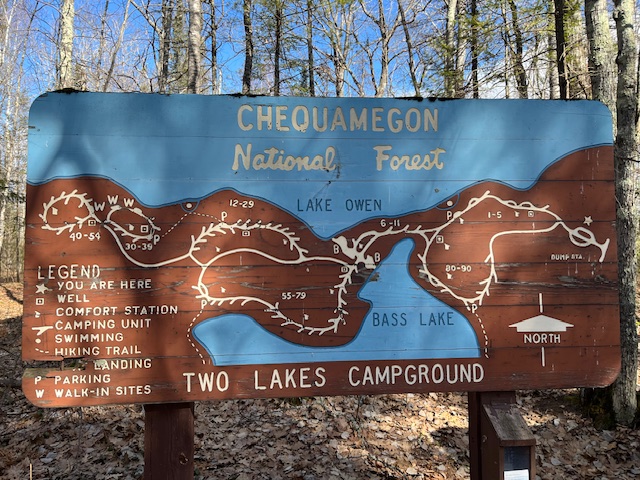 CHEQUAMEGON
National Forest
LAKE OWEN
W W W
40-54
30-39
P
12-29
P
6-11
P
1-5
B
B
80-90
DUMP STA.
55-79
P
P
BASS LAKE
NORTH
LEGEND
YOU ARE HERE
WELL
COMFORT STATION
CAMPING UNIT
SWIMMING
HIKING TRAIL
LANDING
P PARKING
W WALK-IN SITES
TWO LAKES CAMPGROUND